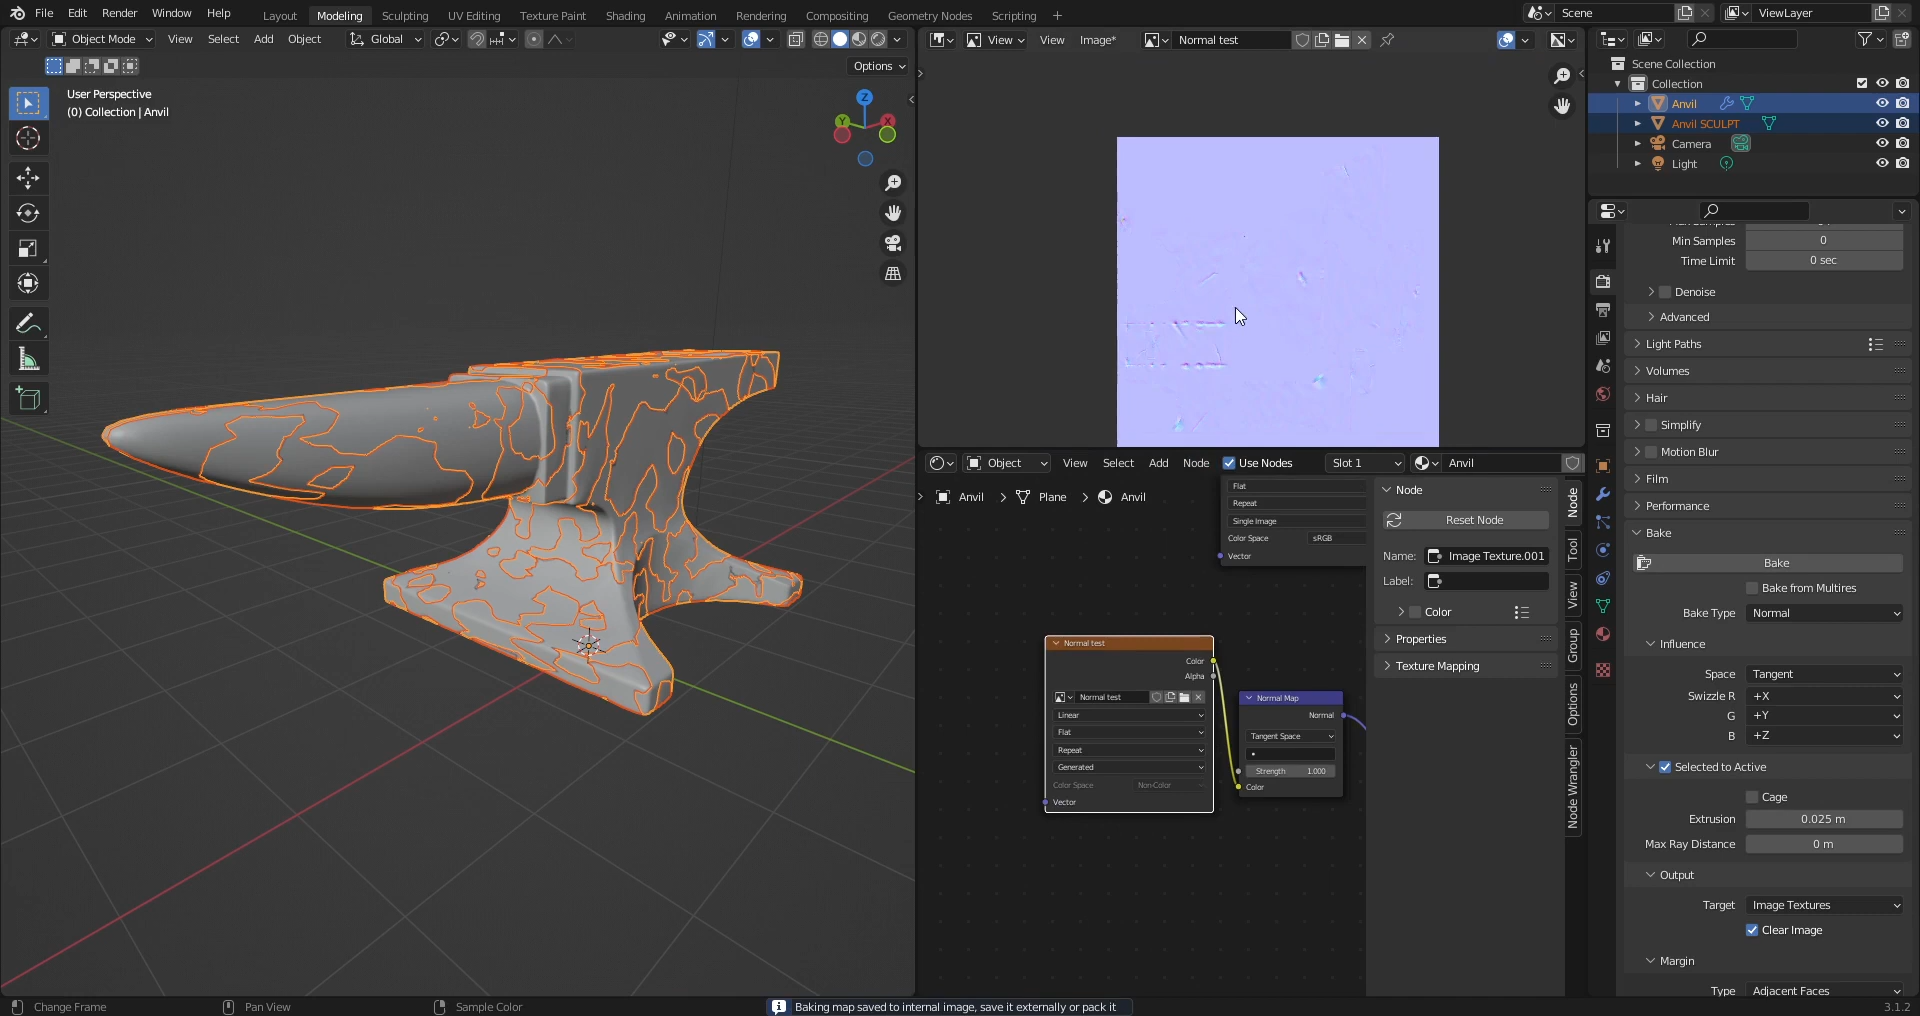 File Edit Render Window Help
Layout Modeling Sculpting UV Editing Texture Paint Shading Animation Rendering Compositing Geometry Nodes Scripting +
Scene
ViewLayer
Object Mode View Select Add Object Global
Options
User Perspective
(0) Collection | Anvil
Z
Y
X
View View Image* Normal test
Scene Collection
Collection
Anvil
Anvil SCULPT
Camera
Light
Min Samples 0
Time Limit 0 sec
Denoise
Advanced
Light Paths
Volumes
Hair
Simplify
Motion Blur
Film
Performance
Bake
Bake
Bake from Multires
Bake Type Normal
Influence
Space Tangent
Swizzle R +X
G +Y
B +Z
Selected to Active
Cage
Extrusion 0.025 m
Max Ray Distance 0 m
Output
Target Image Textures
Clear Image
Margin
Type Adjacent Faces
Object View Select Add Node Use Nodes Slot 1 Anvil
Anvil Plane Anvil
Flat
Repeat
Single Image
Color Space sRGB
Vector
Normal test
Color
Alpha
Normal test
Linear
Flat
Repeat
Generated
Color Space Non-Color
Vector
Normal Map
Normal
Tangent Space
Strength 1.000
Color
Node
Reset Node
Name: Image Texture.001
Label:
Color
Properties
Texture Mapping
Node
Tool
View
Group
Options
Node Wrangler
Change Frame
Pan View
Sample Color
Baking map saved to internal image, save it externally or pack it
3.1.2